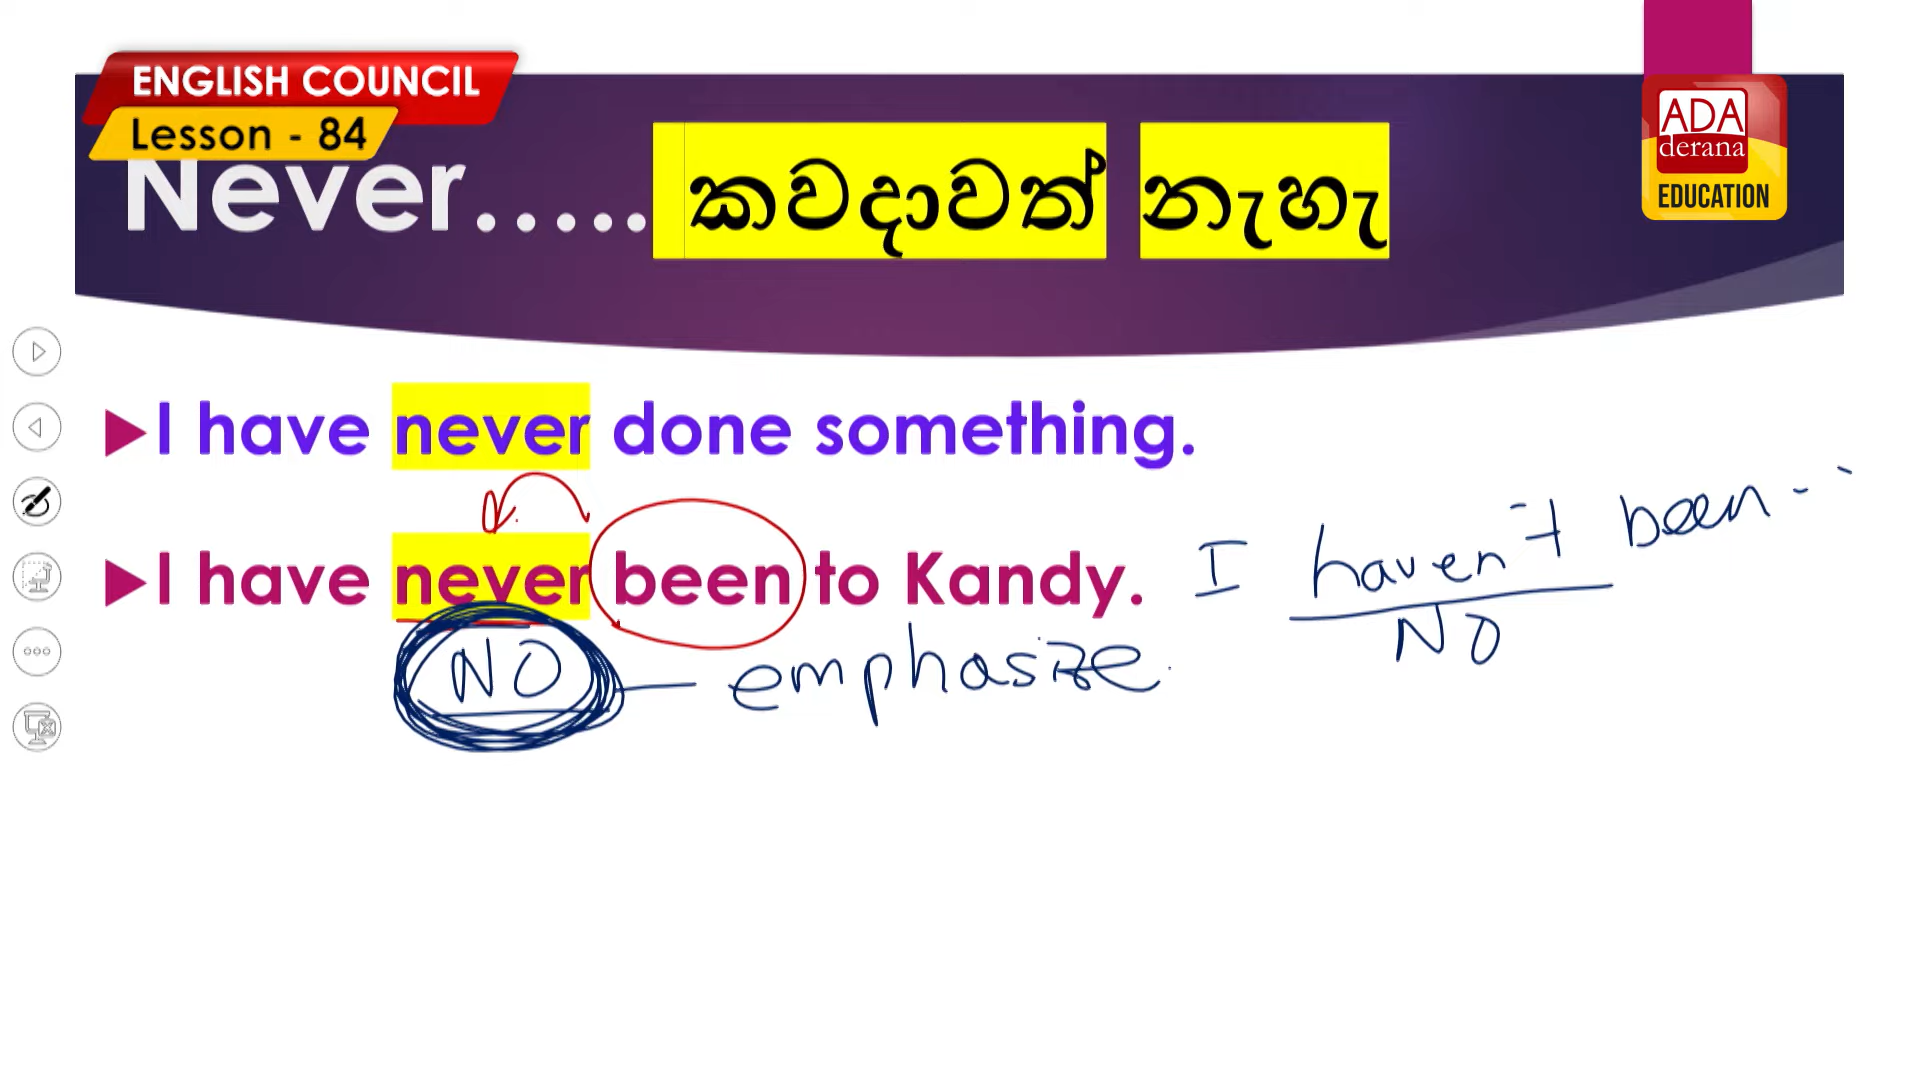 ENGLISH COUNCIL
Lesson - 84
Never..... කවදාවත් නැහැ
ADA
derana
EDUCATION
I have never done something.
I have never been to Kandy.
I haven't been - -
NO
NO — emphasize.